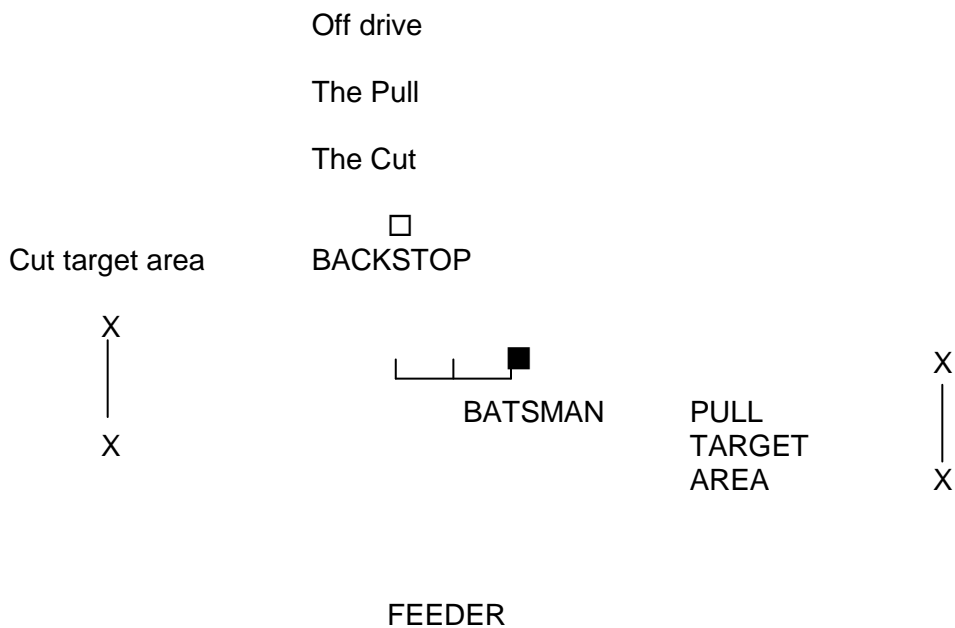 Off drive
The Pull
The Cut
Cut target area
BACKSTOP
X
X
BATSMAN
PULL
TARGET
AREA
X
X
FEEDER